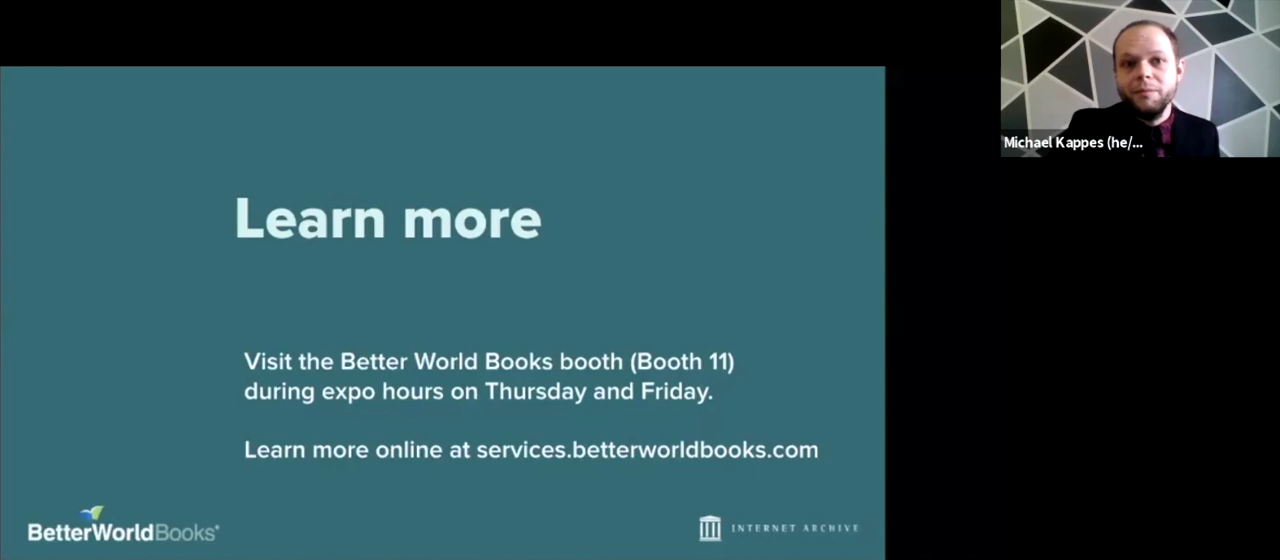 Michael Kappes (he/...
Learn more
Visit the Better World Books booth (Booth 11)
during expo hours on Thursday and Friday.
Learn more online at services.betterworldbooks.com
BetterWorldBooks®
INTERNET ARCHIVE